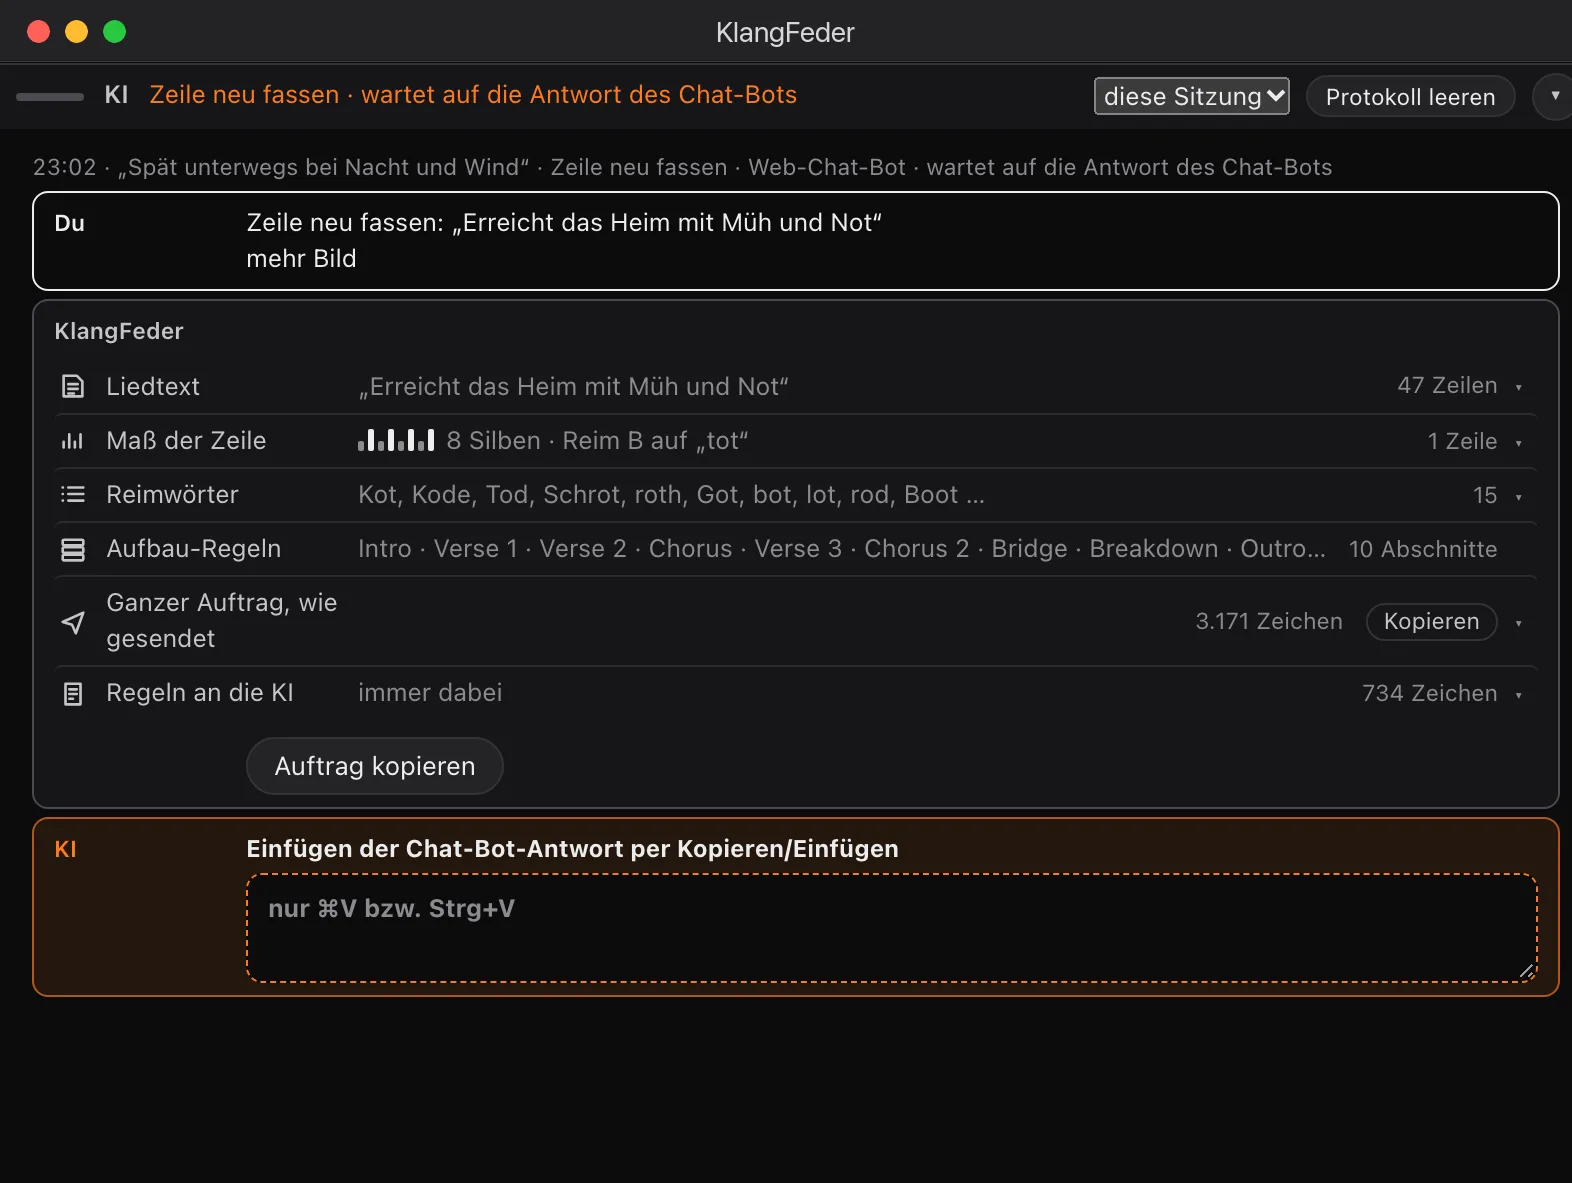 KlangFeder
KI Zeile neu fassen · wartet auf die Antwort des Chat-Bots diese Sitzung Protokoll leeren
23:02 · „Spät unterwegs bei Nacht und Wind“ · Zeile neu fassen · Web-Chat-Bot · wartet auf die Antwort des Chat-Bots
Du Zeile neu fassen: „Erreicht das Heim mit Müh und Not“
mehr Bild
KlangFeder
Liedtext „Erreicht das Heim mit Müh und Not“ 47 Zeilen
Maß der Zeile 8 Silben · Reim B auf „tot“ 1 Zeile
Reimwörter Kot, Kode, Tod, Schrot, roth, Got, bot, lot, rod, Boot ... 15
Aufbau-Regeln Intro · Verse 1 · Verse 2 · Chorus · Verse 3 · Chorus 2 · Bridge · Breakdown · Outro... 10 Abschnitte
Ganzer Auftrag, wie
gesendet 3.171 Zeichen Kopieren
Regeln an die KI immer dabei 734 Zeichen
Auftrag kopieren
KI Einfügen der Chat-Bot-Antwort per Kopieren/Einfügen
nur ⌘V bzw. Strg+V